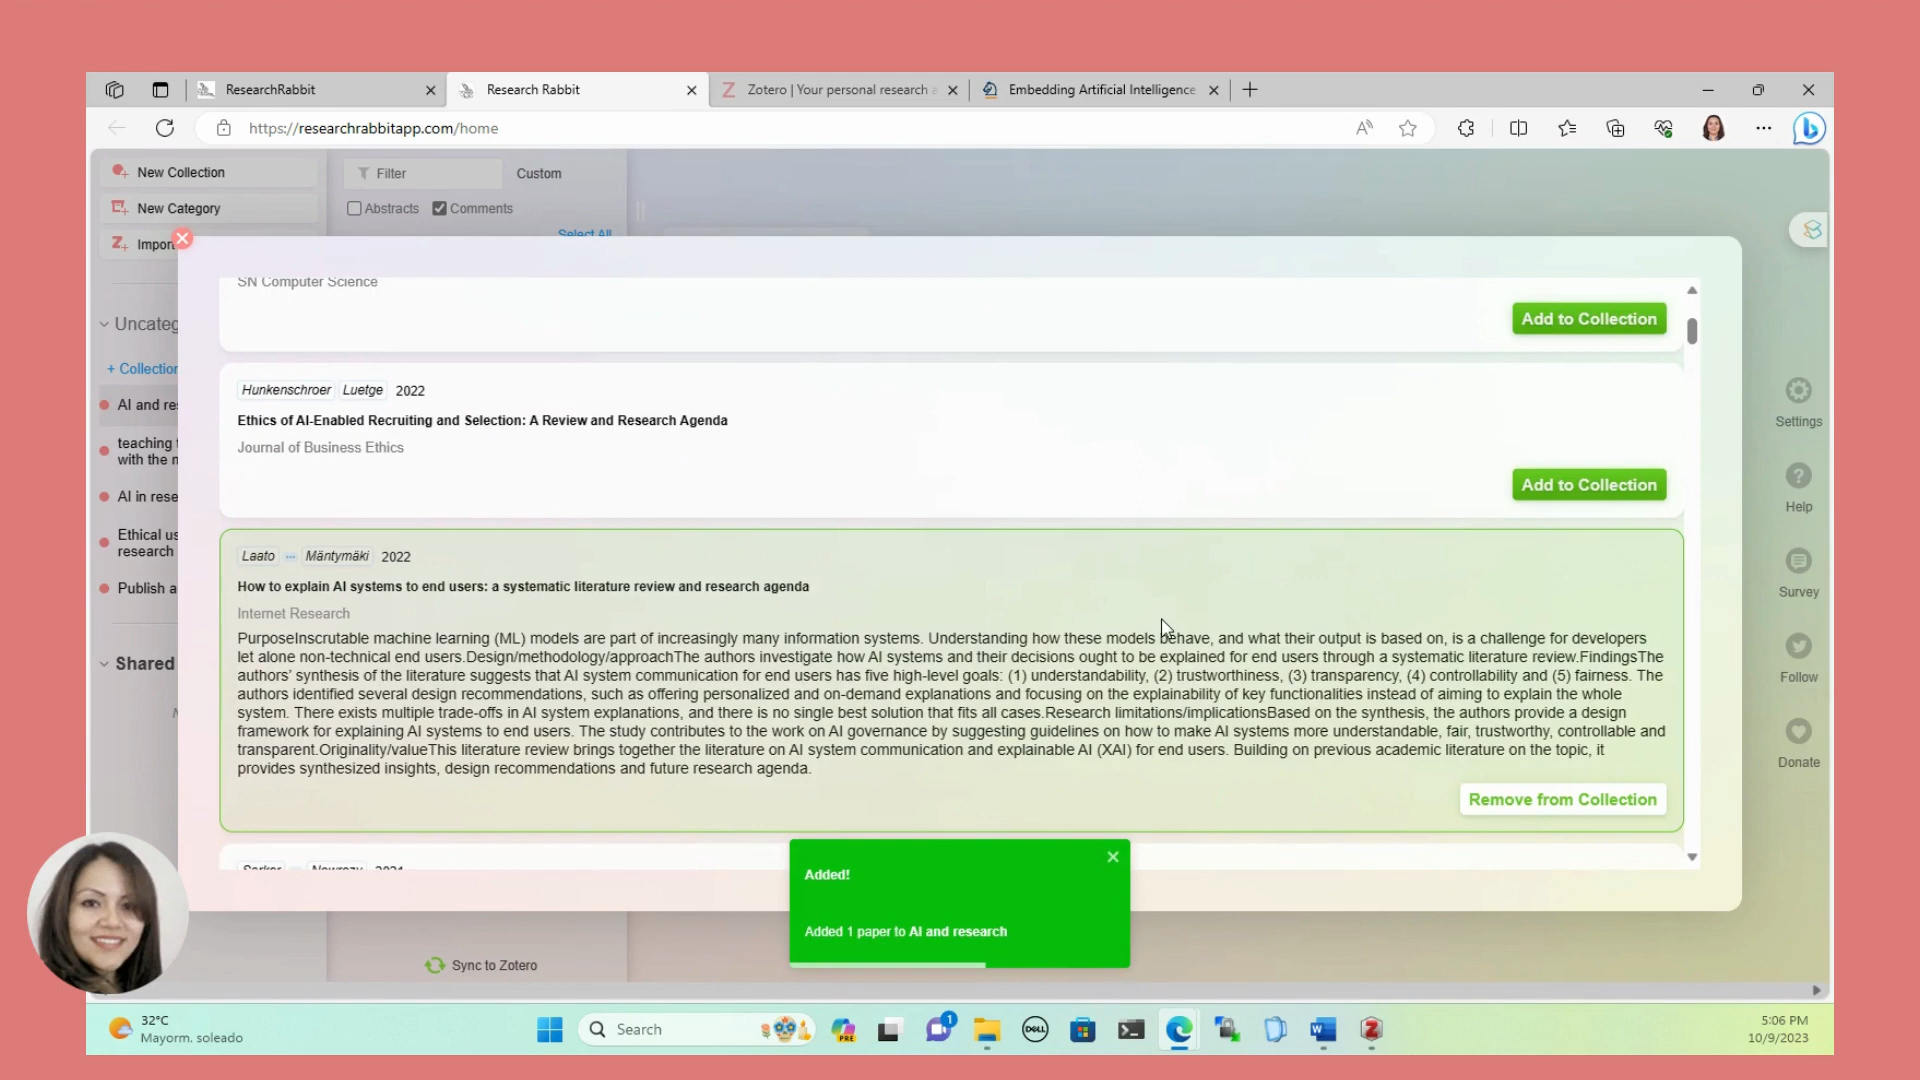 ResearchRabbit
Research Rabbit
Zotero | Your personal research a
Embedding Artificial Intelligence
https://researchrabbitapp.com/home
New Collection
Filter
Custom
New Category
Abstracts
Comments
Select All
Import
SN Computer Science
Add to Collection
Uncateg
Hunkenschroer Luetge 2022
+ Collection
Ethics of AI-Enabled Recruiting and Selection: A Review and Research Agenda
AI and re
Journal of Business Ethics
Settings
teaching
with the
Add to Collection
AI in rese
Help
Ethical us
research
Laato ··· Mäntymäki 2022
Publish a
How to explain AI systems to end users: a systematic literature review and research agenda
Survey
Internet Research
PurposeInscrutable machine learning (ML) models are part of increasingly many information systems. Understanding how these models behave, and what their output is based on, is a challenge for developers
let alone non-technical end users.Design/methodology/approachThe authors investigate how AI systems and their decisions ought to be explained for end users through a systematic literature review.FindingsThe
authors' synthesis of the literature suggests that AI system communication for end users has five high-level goals: (1) understandability, (2) trustworthiness, (3) transparency, (4) controllability and (5) fairness. The
authors identified several design recommendations, such as offering personalized and on-demand explanations and focusing on the explainability of key functionalities instead of aiming to explain the whole
system. There exists multiple trade-offs in AI system explanations, and there is no single best solution that fits all cases.Research limitations/implicationsBased on the synthesis, the authors provide a design
framework for explaining AI systems to end users. The study contributes to the work on AI governance by suggesting guidelines on how to make AI systems more understandable, fair, trustworthy, controllable and
transparent.Originality/valueThis literature review brings together the literature on AI system communication and explainable AI (XAI) for end users. Building on previous academic literature on the topic, it
provides synthesized insights, design recommendations and future research agenda.
Shared
Follow
Donate
Remove from Collection
Added!
Added 1 paper to AI and research
Sync to Zotero
32°C
Mayorm. soleado
Search
PRE
1
DELL
5:06 PM
10/9/2023